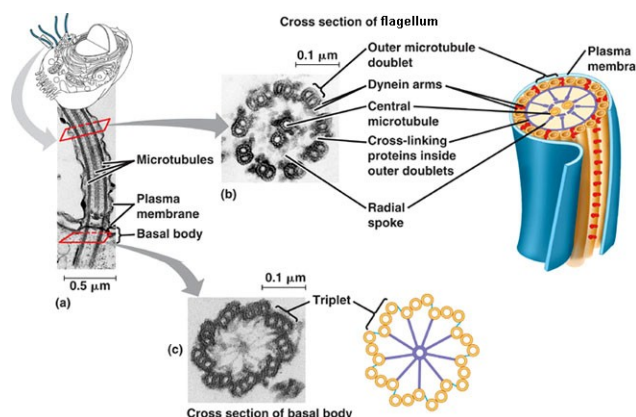 Cross section of flagellum
0.1 μm
Outer microtubule
doublet
Plasma
membra
Dynein arms
Central
microtubule
Cross-linking
proteins inside
outer doublets
Microtubules
(b)
Plasma
membrane
Radial
spoke
Basal body
0.5 μm
(a)
0.1 μm
Triplet
(c)
Cross section of basal body